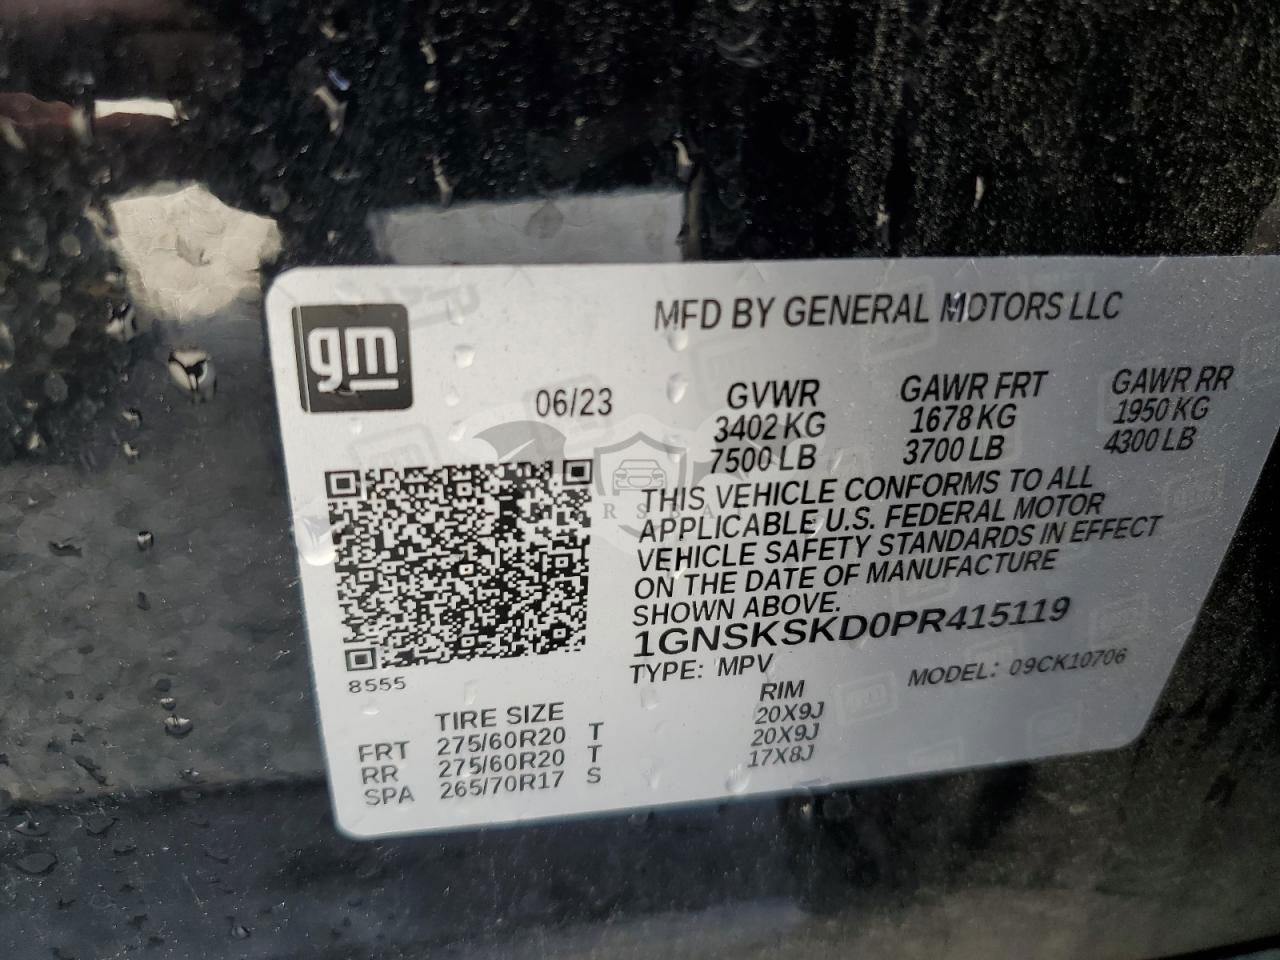 gm
MFD BY GENERAL MOTORS LLC
06/23
GVWR GAWR FRT GAWR RR
3402 KG 1678 KG 1950 KG
7500 LB 3700 LB 4300 LB
THIS VEHICLE CONFORMS TO ALL
APPLICABLE U.S. FEDERAL MOTOR
VEHICLE SAFETY STANDARDS IN EFFECT
ON THE DATE OF MANUFACTURE
SHOWN ABOVE.
1GNSKSKD0PR415119
TYPE: MPV MODEL: 09CK10706
8555
TIRE SIZE RIM
FRT 275/60R20 T 20X9J
RR 275/60R20 T 20X9J
SPA 265/70R17 S 17X8J